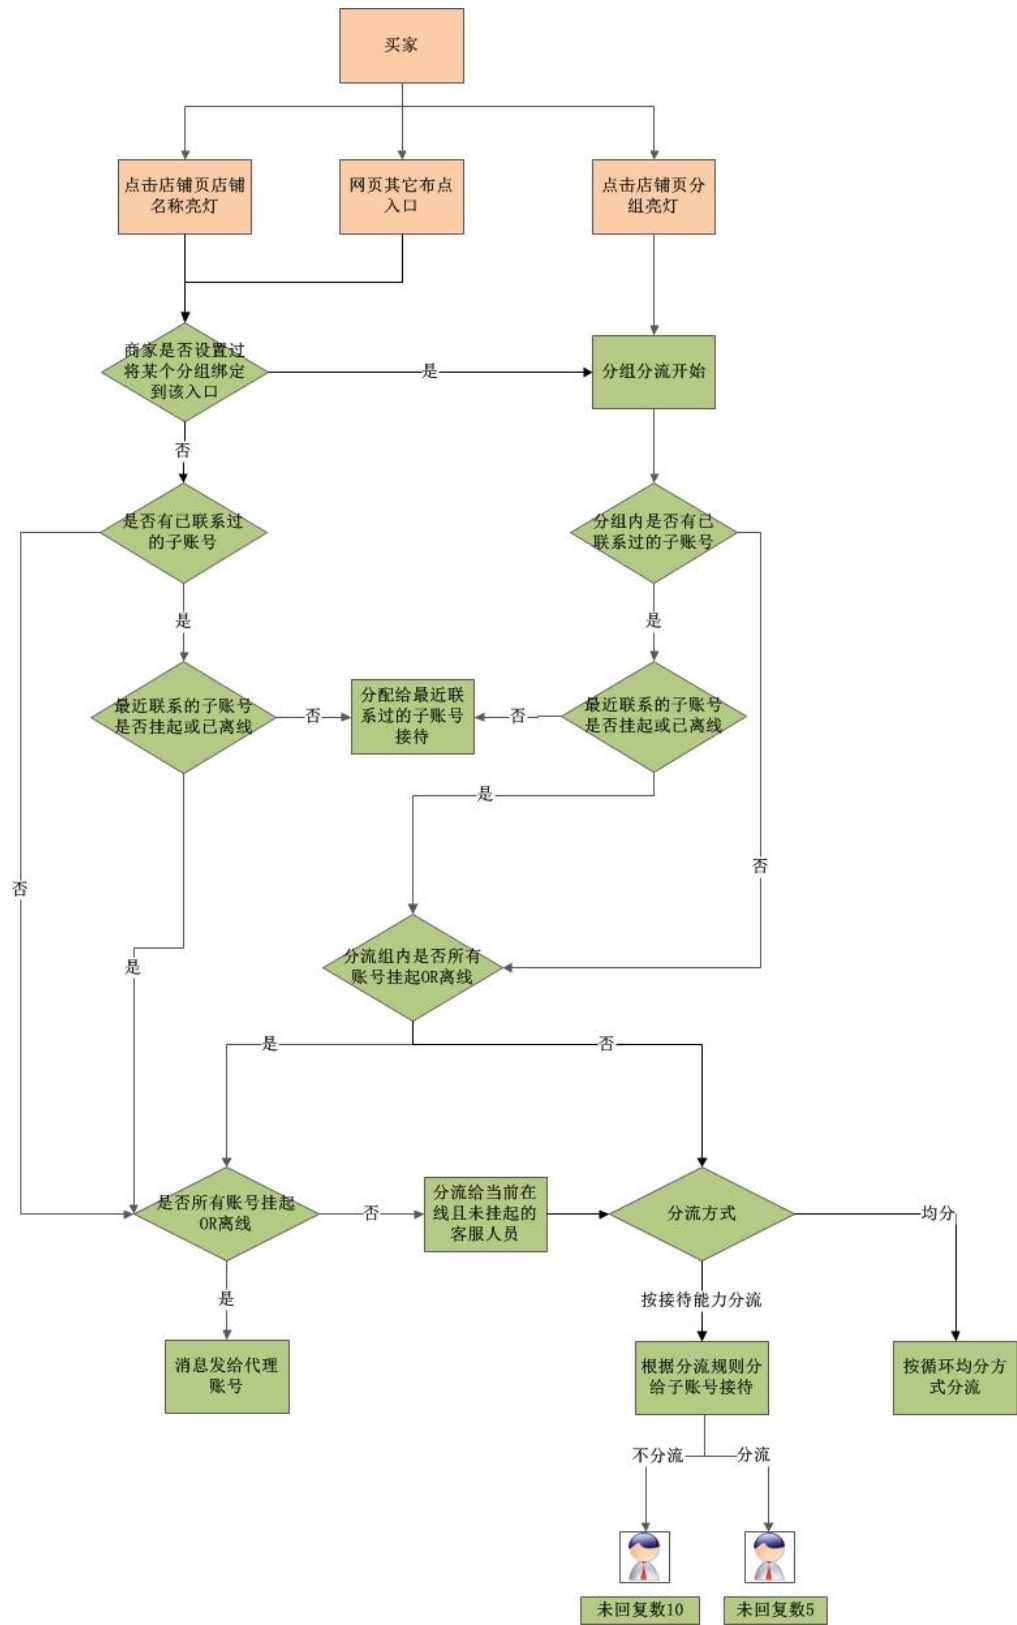 买家
点击店铺页店铺
名称亮灯
网页其它布点
入口
点击店铺页分
组亮灯
商家是否设置过
将某个分组绑定
到该入口
是
分组分流开始
否
是否有已联系过
的子账号
分组内是否有已
联系过的子账号
是
是
最近联系的子账号
是否挂起或已离线
否
分配给最近联
系过的子账号
接待
否
最近联系的子账号
是否挂起或已离线
是
否
否
分流组内是否所有
账号挂起OR离线
是
是
否
是否所有账号挂起
OR离线
否
分流给当前在
线且未挂起的
客服人员
分流方式
均分
是
按接待能力分流
消息发给代理
账号
根据分流规则分
给子账号接待
按循环均分方
式分流
不分流
分流
未回复数10
未回复数5